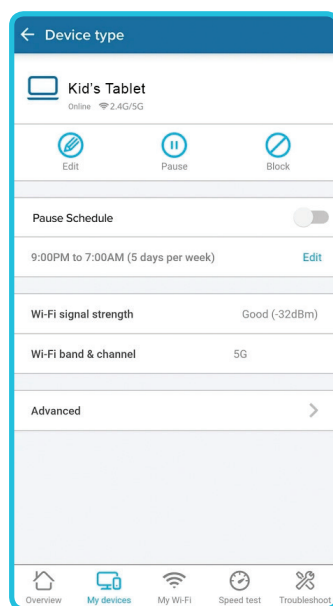 Device type
Kid's Tablet
Online 2.4G/5G
Edit Pause Block
Pause Schedule
9:00PM to 7:00AM (5 days per week) Edit
Wi-Fi signal strength Good (-32dBm)
Wi-Fi band & channel 5G
Advanced
Overview My devices My Wi-Fi Speed test Troubleshoot